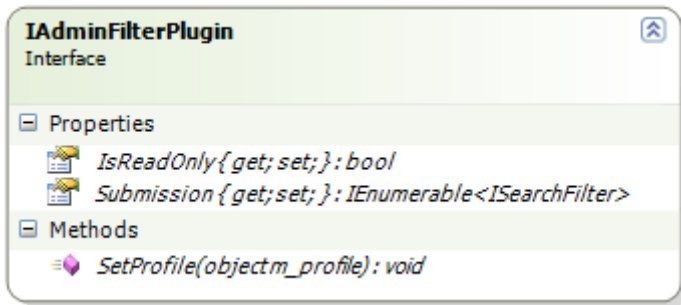 IAdminFilterPlugin
Interface
Properties
IsReadOnly{ get; set; } : bool
Submission { get; set; } : IEnumerable<ISearchFilter>
Methods
SetProfile(objectm_profile) : void